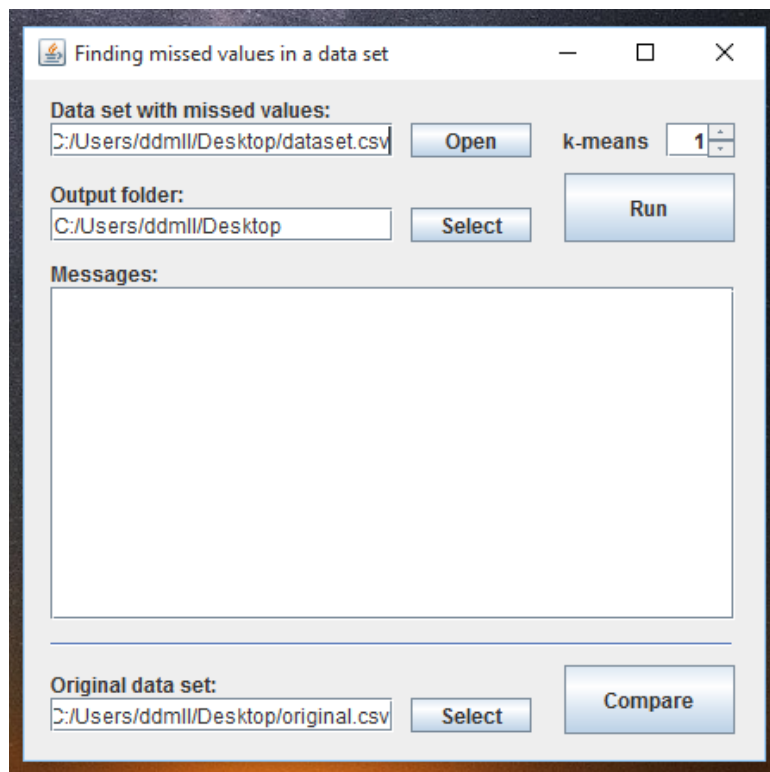 Finding missed values in a data set
Data set with missed values:
C:/Users/ddmll/Desktop/dataset.csv Open k-means 1
Output folder:
C:/Users/ddmll/Desktop Select Run
Messages:
Original data set:
C:/Users/ddmll/Desktop/original.csv Select Compare